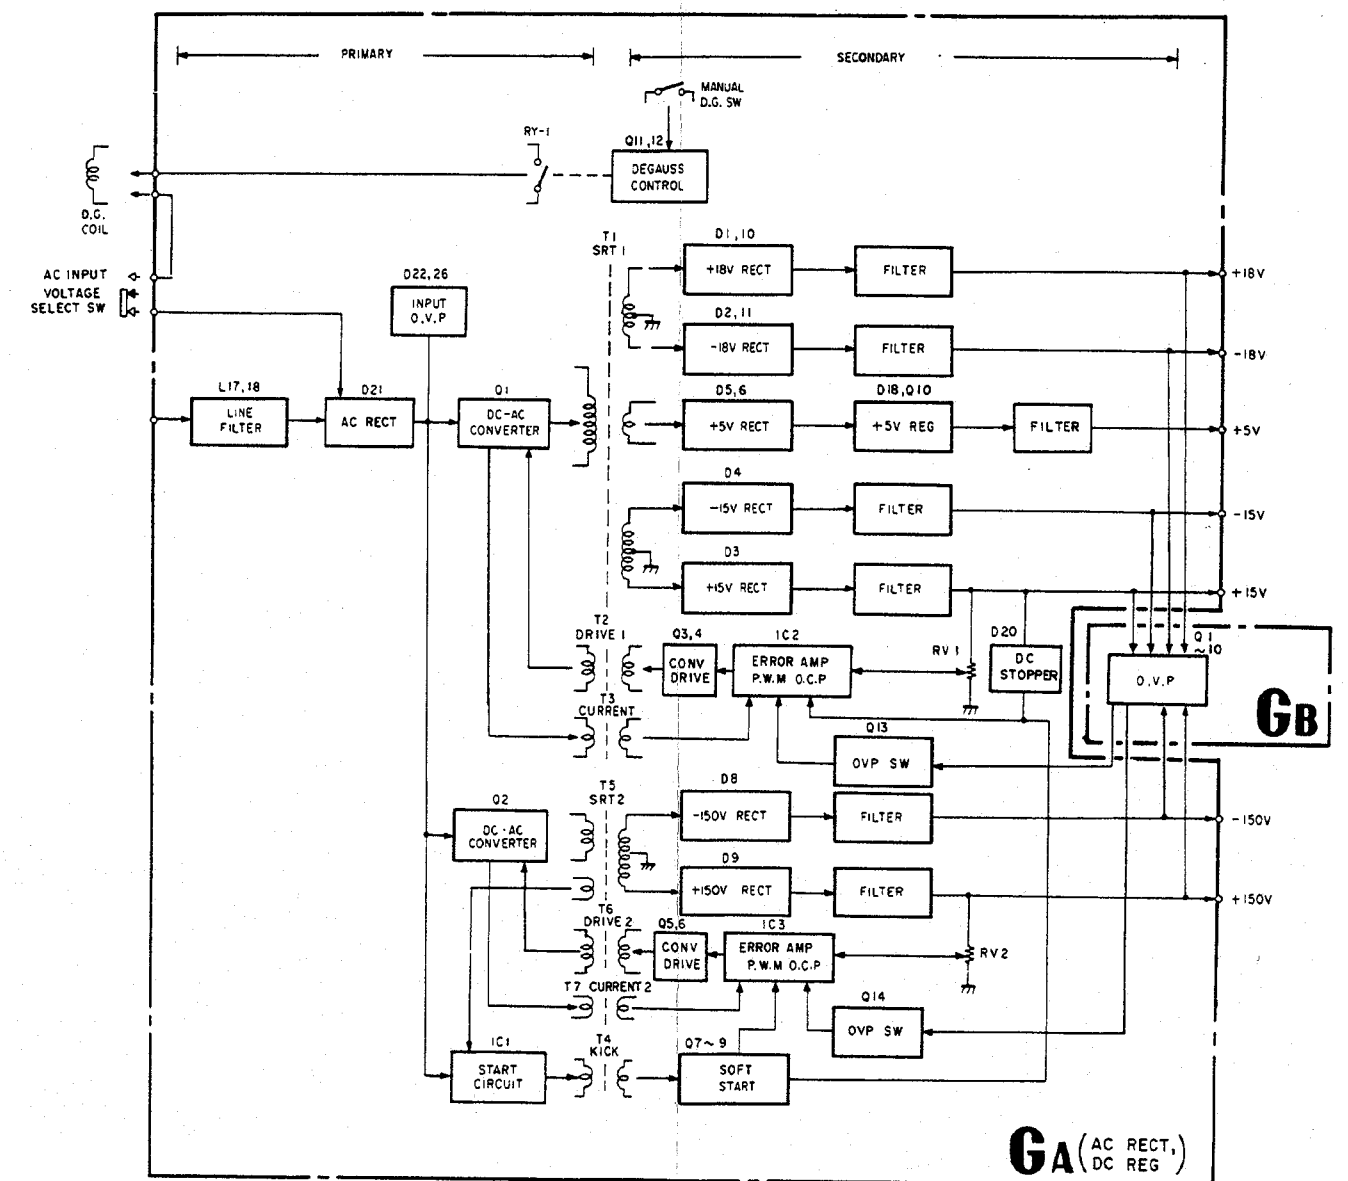 PRIMARY
SECONDARY
MANUAL
D.G. SW
RY-1
Q11,12
DEGAUSS
CONTROL
D.G.
COIL
T1
SRT 1
D1,10
+18V RECT
FILTER
+18V
AC INPUT
VOLTAGE
SELECT SW
D22,26
INPUT
O.V.P
D2,11
-18V RECT
FILTER
-18V
L17,18
LINE
FILTER
D21
AC RECT
Q1
DC-AC
CONVERTER
D5,6
+5V RECT
D18,Q10
+5V REG
FILTER
+5V
D4
-15V RECT
FILTER
-15V
D3
+15V RECT
FILTER
+15V
T2
DRIVE 1
Q3,4
CONV
DRIVE
IC2
ERROR AMP
P.W.M O.C.P
RV 1
D20
DC
STOPPER
Q 1
~10
O.V.P
GB
T3
CURRENT
Q13
OVP SW
T5
SRT2
D8
-150V RECT
FILTER
-150V
Q2
DC-AC
CONVERTER
D9
+150V RECT
FILTER
+150V
T6
DRIVE 2
Q5,6
CONV
DRIVE
IC3
ERROR AMP
P.W.M O.C.P
RV2
T7 CURRENT 2
Q14
OVP SW
IC1
START
CIRCUIT
T4
KICK
Q7~9
SOFT
START
GA (AC RECT, DC REG)